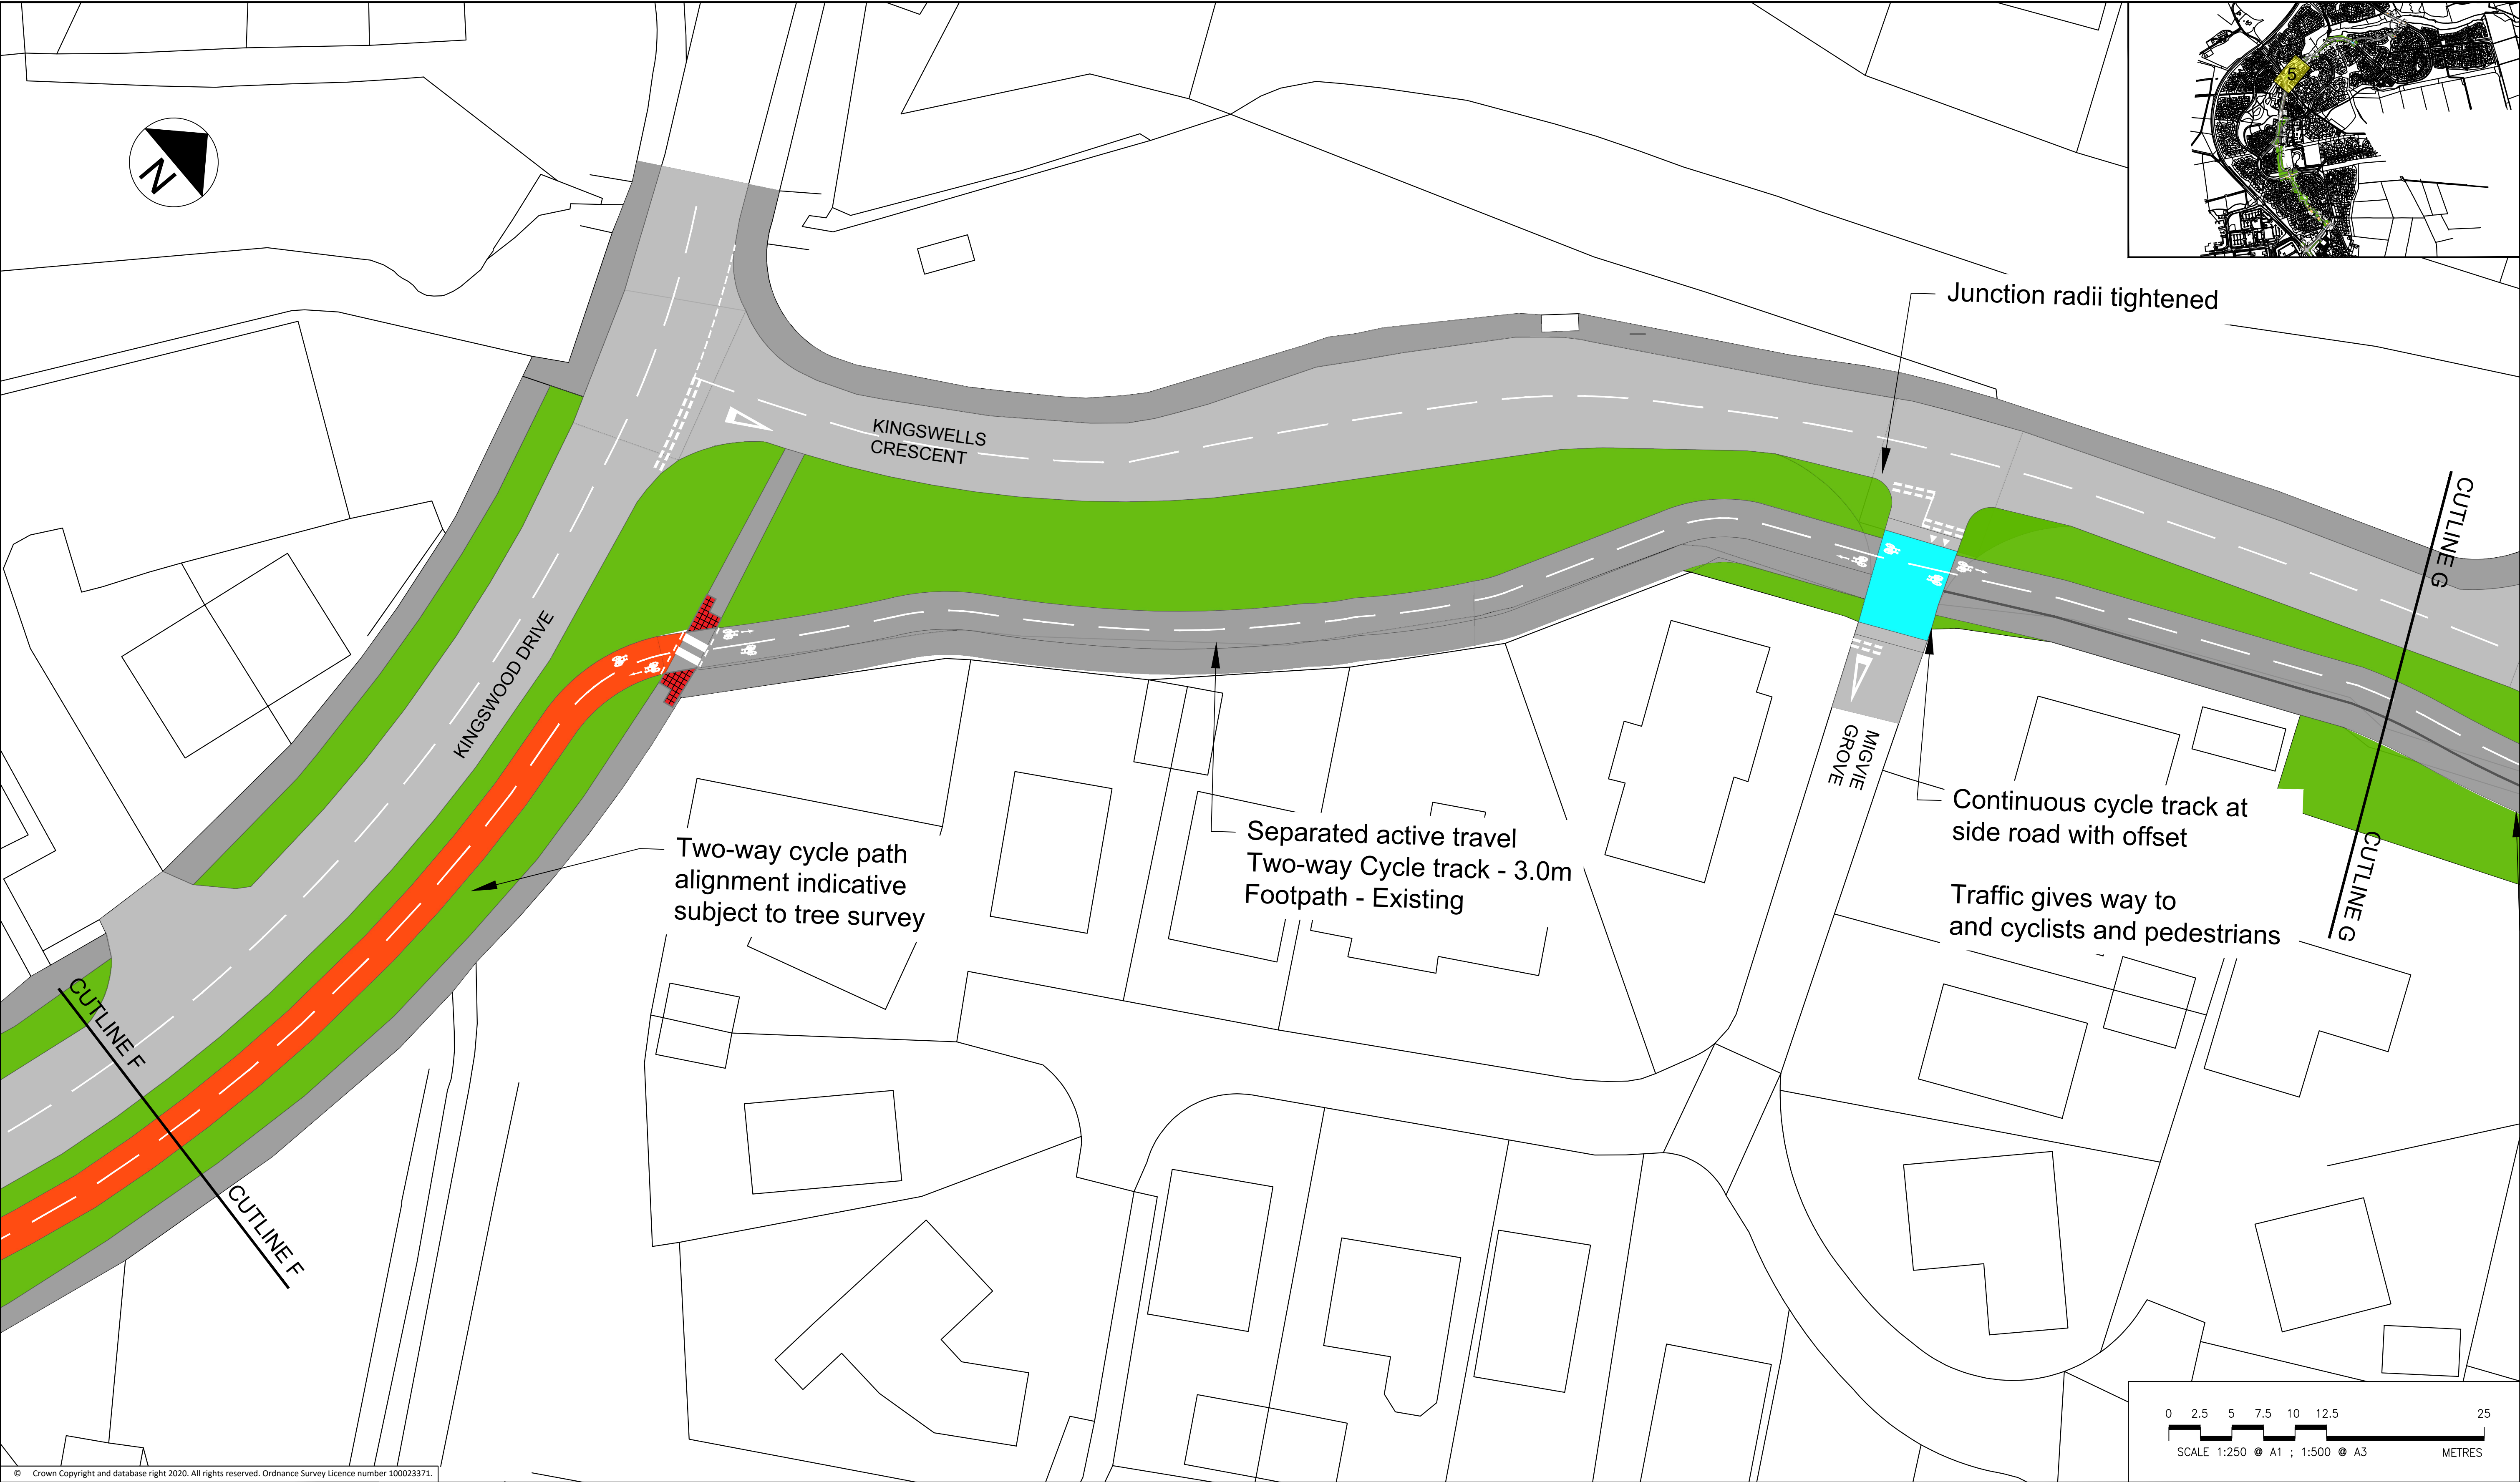 N
5
Junction radii tightened
KINGSWELLS
CRESCENT
CUTLINE G
KINGSWOOD DRIVE
MIGVIE
GROVE
Two-way cycle path
alignment indicative
subject to tree survey
Separated active travel
Two-way Cycle track - 3.0m
Footpath - Existing
Continuous cycle track at
side road with offset
Traffic gives way to
and cyclists and pedestrians
CUTLINE G
CUTLINE F
CUTLINE F
0 2.5 5 7.5 10 12.5 25
SCALE 1:250 @ A1 ; 1:500 @ A3 METRES
© Crown Copyright and database right 2020. All rights reserved. Ordnance Survey Licence number 100023371.